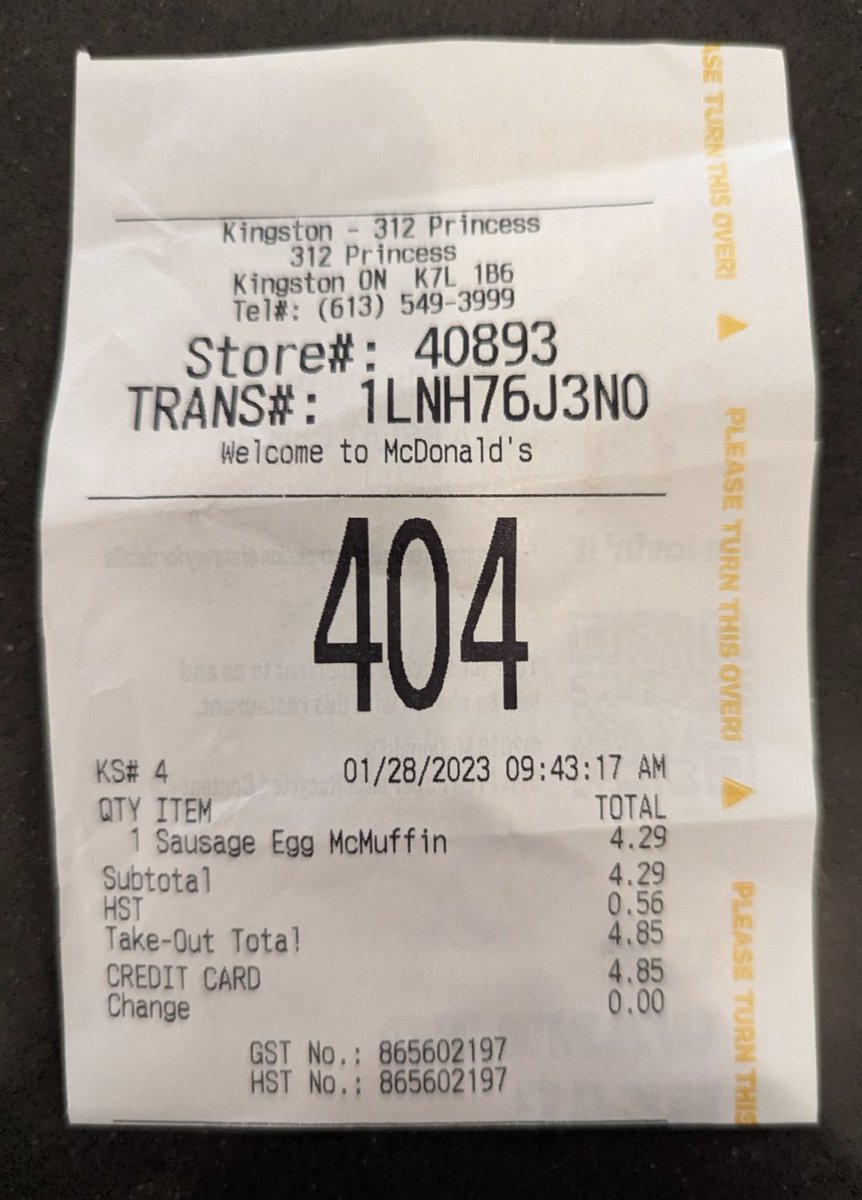 Kingston - 312 Princess
312 Princess
Kingston ON K7L 1B6
Tel#: (613) 549-3999
Store#: 40893
TRANS#: 1LNH76J3N0
Welcome to McDonald's
404
KS# 4 01/28/2023 09:43:17 AM
QTY ITEM TOTAL
1 Sausage Egg McMuffin 4.29
Subtotal 4.29
HST 0.56
Take-Out Total 4.85
CREDIT CARD 4.85
Change 0.00
GST No.: 865602197
HST No.: 865602197
ASE TURN THIS OVER!
PLEASE TURN THIS OVER!
PLEASE TURN THIS